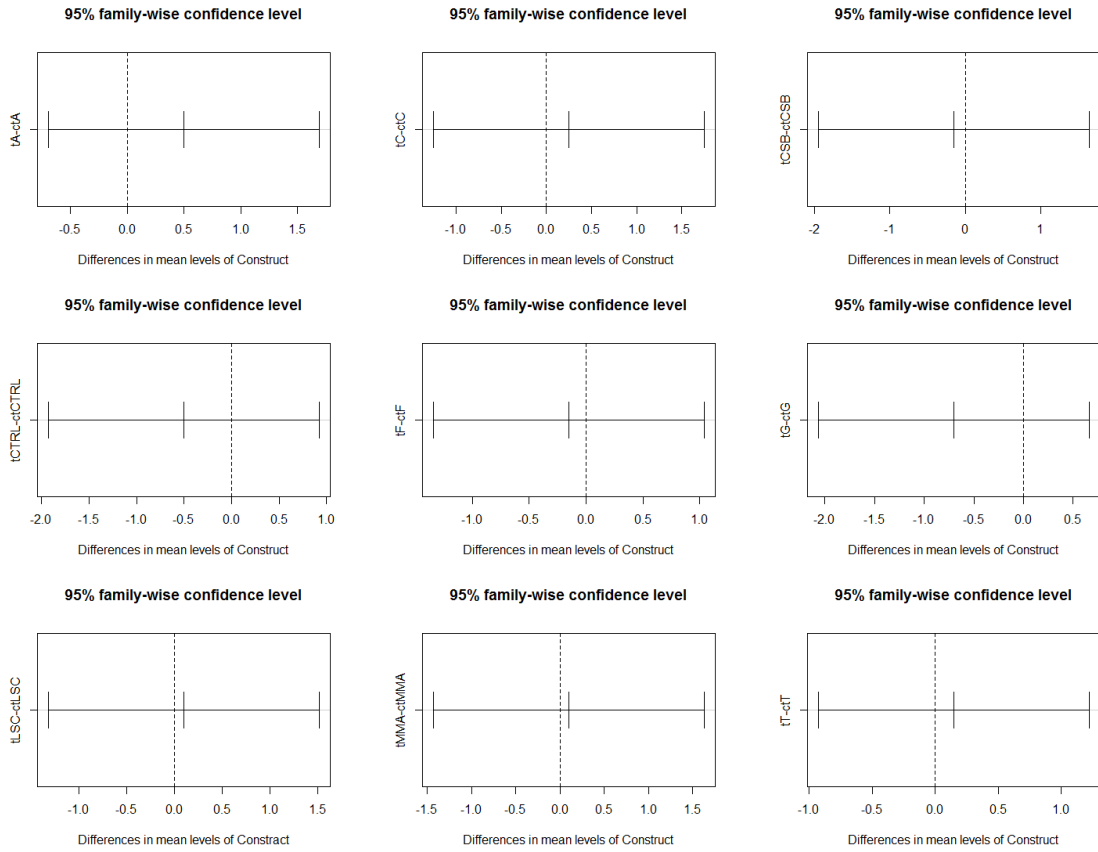 95% family-wise confidence level
tA-ctA
-0.5 0.0 0.5 1.0 1.5
Differences in mean levels of Construct
95% family-wise confidence level
tC-ctC
-1.0 0.0 0.5 1.0 1.5
Differences in mean levels of Construct
95% family-wise confidence level
tCSB-ctCSB
-2 -1 0 1
Differences in mean levels of Construct
95% family-wise confidence level
tCTRL-ctCTRL
-2.0 -1.5 -1.0 -0.5 0.0 0.5 1.0
Differences in mean levels of Construct
95% family-wise confidence level
tF-ctF
-1.0 -0.5 0.0 0.5 1.0
Differences in mean levels of Construct
95% family-wise confidence level
tG-ctG
-2.0 -1.5 -1.0 -0.5 0.0 0.5
Differences in mean levels of Construct
95% family-wise confidence level
tLSC-ctLSC
-1.0 -0.5 0.0 0.5 1.0 1.5
Differences in mean levels of Construct
95% family-wise confidence level
tMMA-ctMMA
-1.5 -1.0 -0.5 0.0 0.5 1.0 1.5
Differences in mean levels of Construct
95% family-wise confidence level
tT-ctT
-1.0 -0.5 0.0 0.5 1.0
Differences in mean levels of Construct